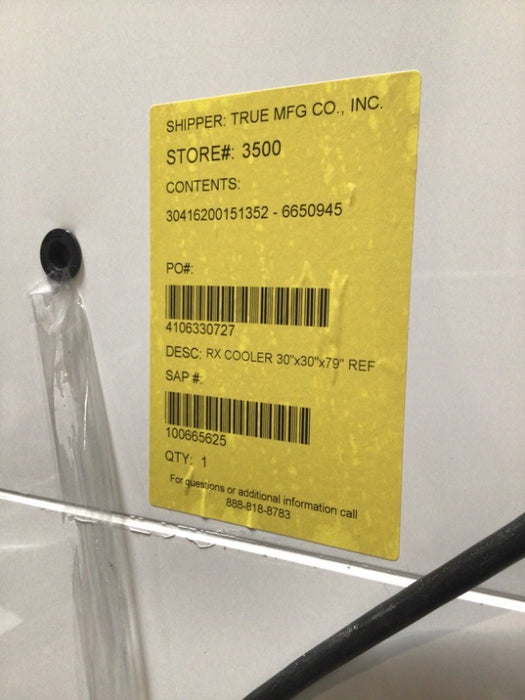 SHIPPER: TRUE MFG CO., INC.
STORE#: 3500
CONTENTS:
30416200151352 - 6650945
PO#:
4106330727
DESC: RX COOLER 30"x30"x79" REF
SAP #:
100665625
QTY: 1
For questions or additional information call
888-818-8783